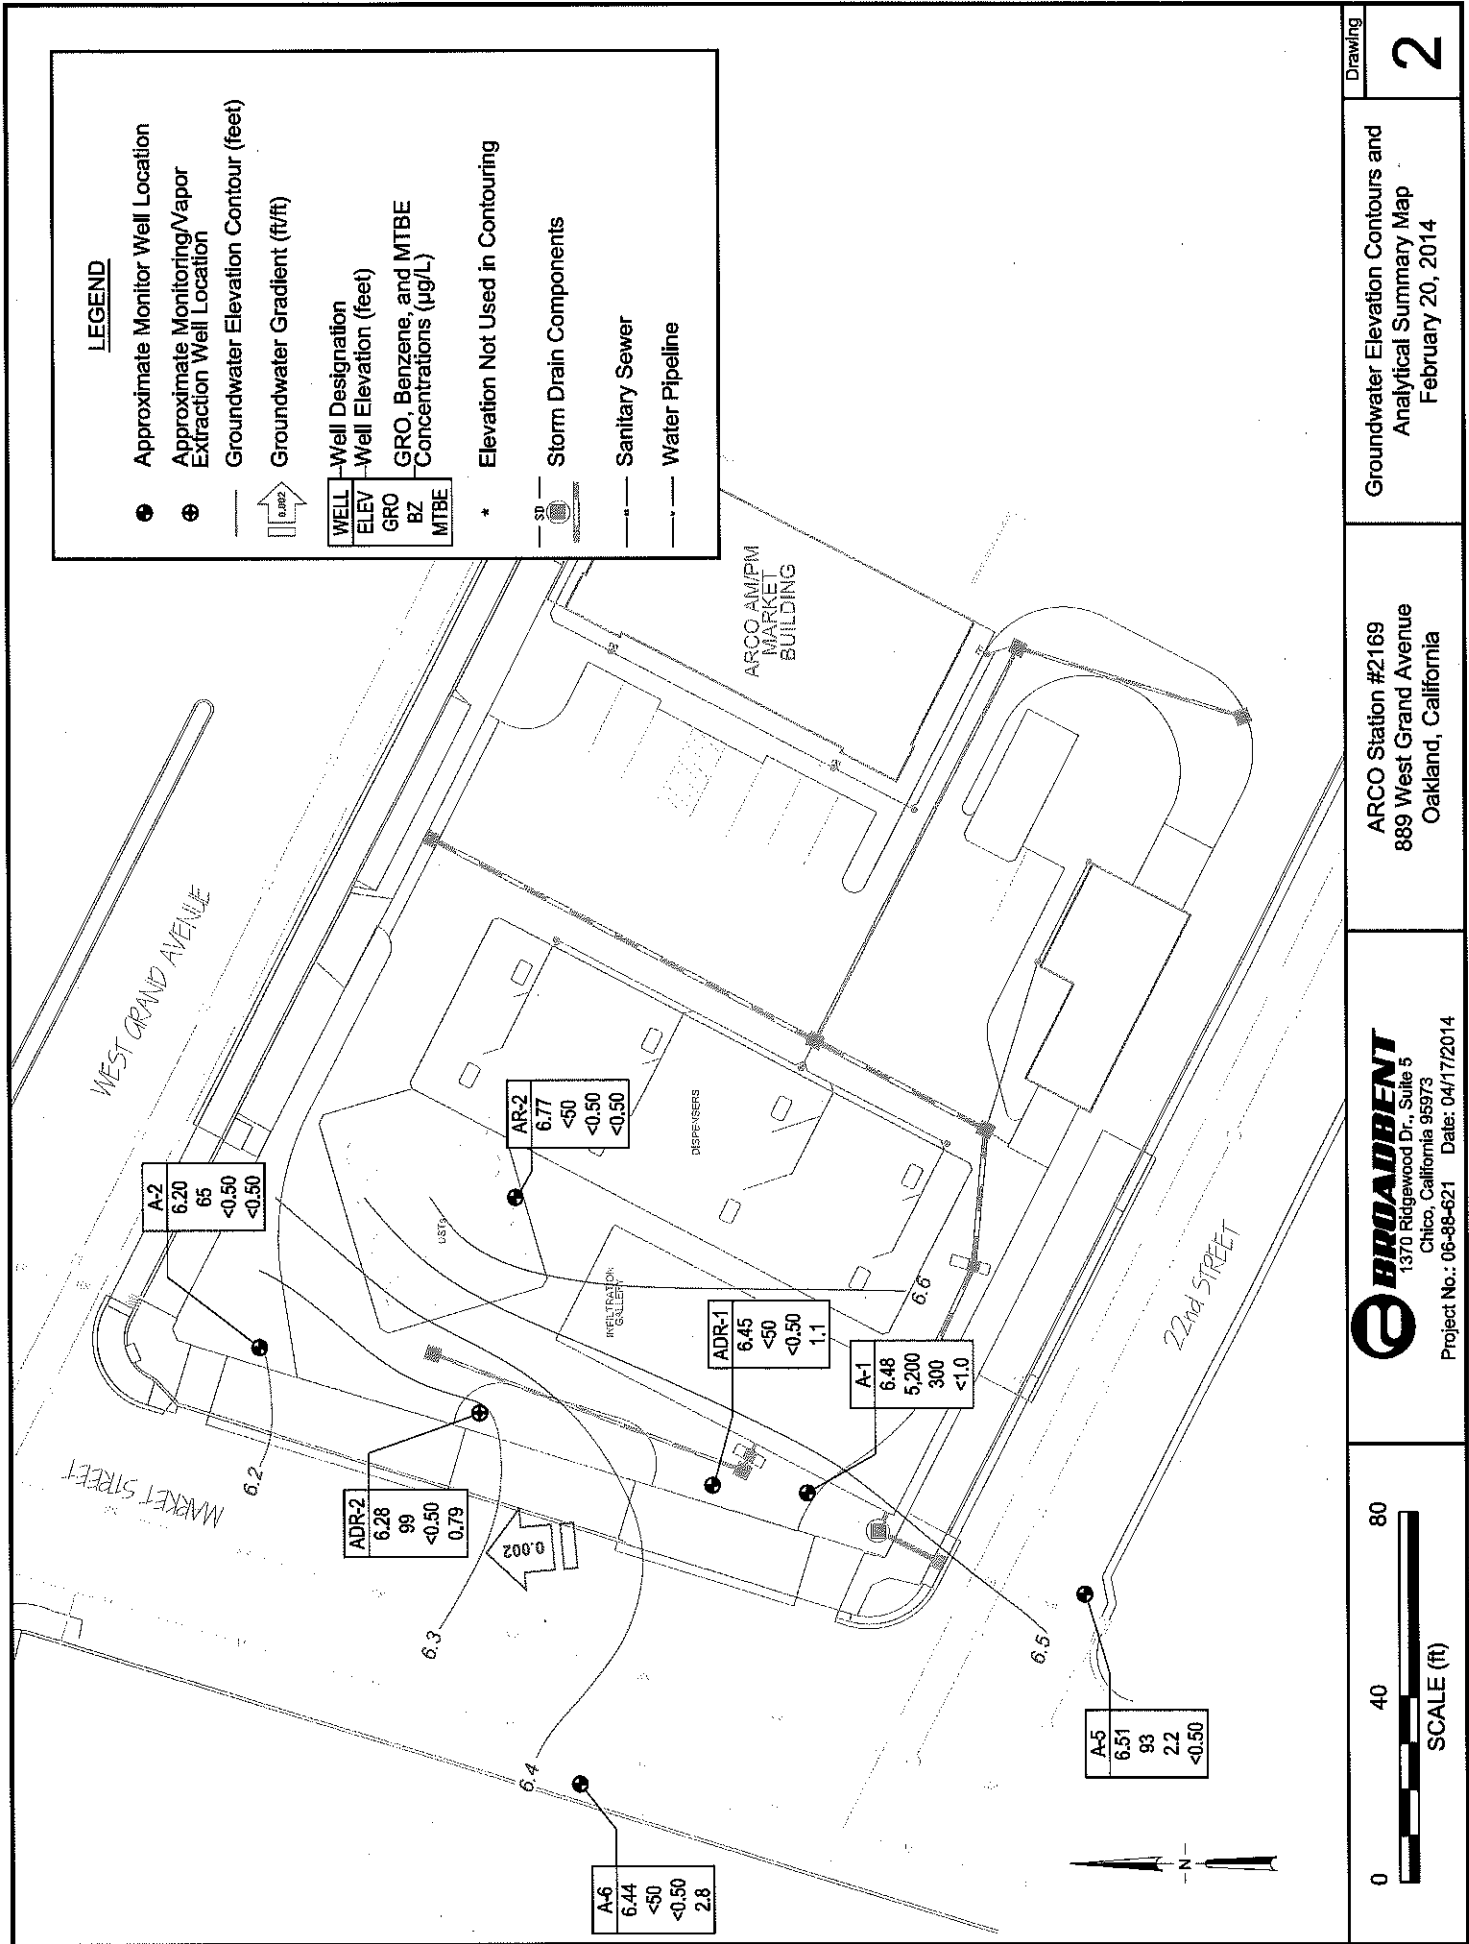 LEGEND
Approximate Monitor Well Location
Approximate Monitoring/Vapor
Extraction Well Location
Groundwater Elevation Contour (feet)
0.002
Groundwater Gradient (ft/ft)
WELL
Well Designation
ELEV
Well Elevation (feet)
GRO
BZ
MTBE
GRO, Benzene, and MTBE
Concentrations (µg/L)
*
Elevation Not Used in Contouring
SD
Storm Drain Components
Sanitary Sewer
Water Pipeline
WEST GRAND AVENUE
MARKET STREET
22nd STREET
ARCO AM/PM
MARKET
BUILDING
DISPENSERS
USTs
INFILTRATION
GALLERY
A-2
6.20
65
<0.50
<0.50
AR-2
6.77
<50
<0.50
<0.50
ADR-2
6.28
99
<0.50
0.79
ADR-1
6.45
<50
<0.50
1.1
A-1
6.48
5,200
300
<1.0
A-6
6.44
<50
<0.50
2.8
A-5
6.51
93
2.2
<0.50
6.2
6.3
6.4
6.5
6.6
0.002
-N-
0
40
80
SCALE (ft)
BROADBENT
1370 Ridgewood Dr., Suite 5
Chico, California 95973
Project No.: 06-88-621 Date: 04/17/2014
ARCO Station #2169
889 West Grand Avenue
Oakland, California
Groundwater Elevation Contours and
Analytical Summary Map
February 20, 2014
Drawing
2